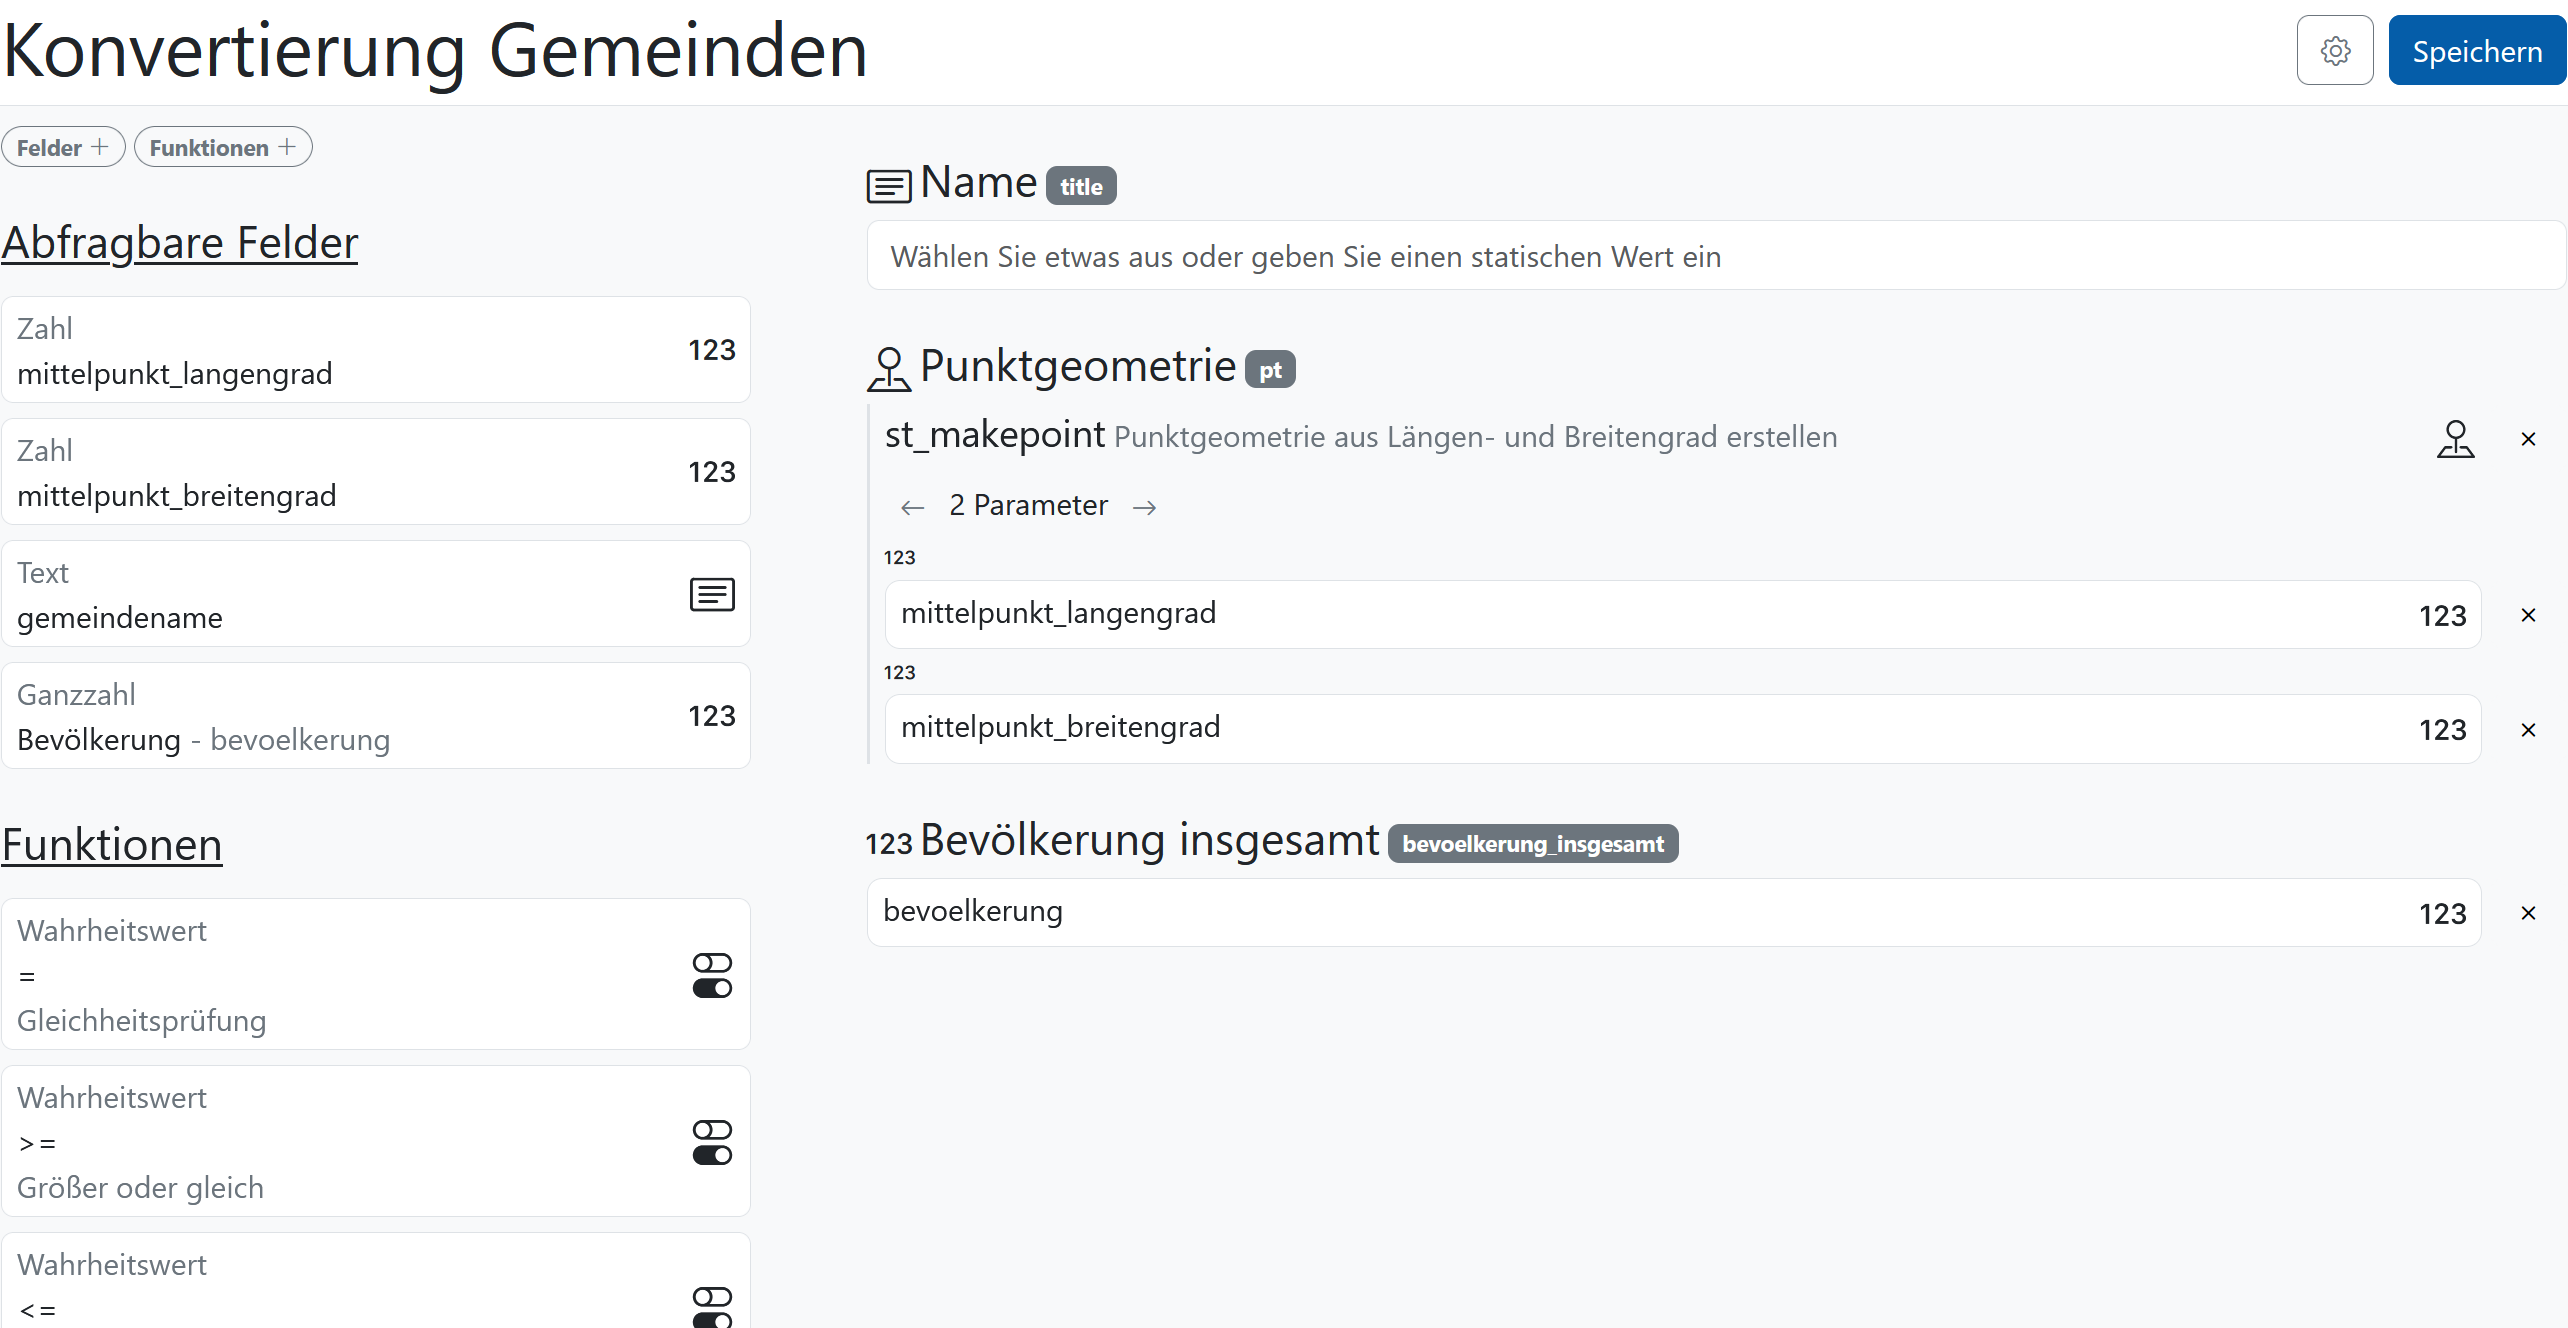 Konvertierung Gemeinden
Speichern
Felder +
Funktionen +
Abfragbare Felder
Zahl
mittelpunkt_langengrad
123
Zahl
mittelpunkt_breitengrad
123
Text
gemeindename
Ganzzahl
Bevölkerung - bevoelkerung
123
Funktionen
Wahrheitswert
=
Gleichheitsprüfung
Wahrheitswert
>=
Größer oder gleich
Wahrheitswert
<=
Name title
Wählen Sie etwas aus oder geben Sie einen statischen Wert ein
Punktgeometrie pt
st_makepoint Punktgeometrie aus Längen- und Breitengrad erstellen ×
← 2 Parameter →
123
mittelpunkt_langengrad 123 ×
123
mittelpunkt_breitengrad 123 ×
123 Bevölkerung insgesamt bevoelkerung_insgesamt
bevoelkerung 123 ×